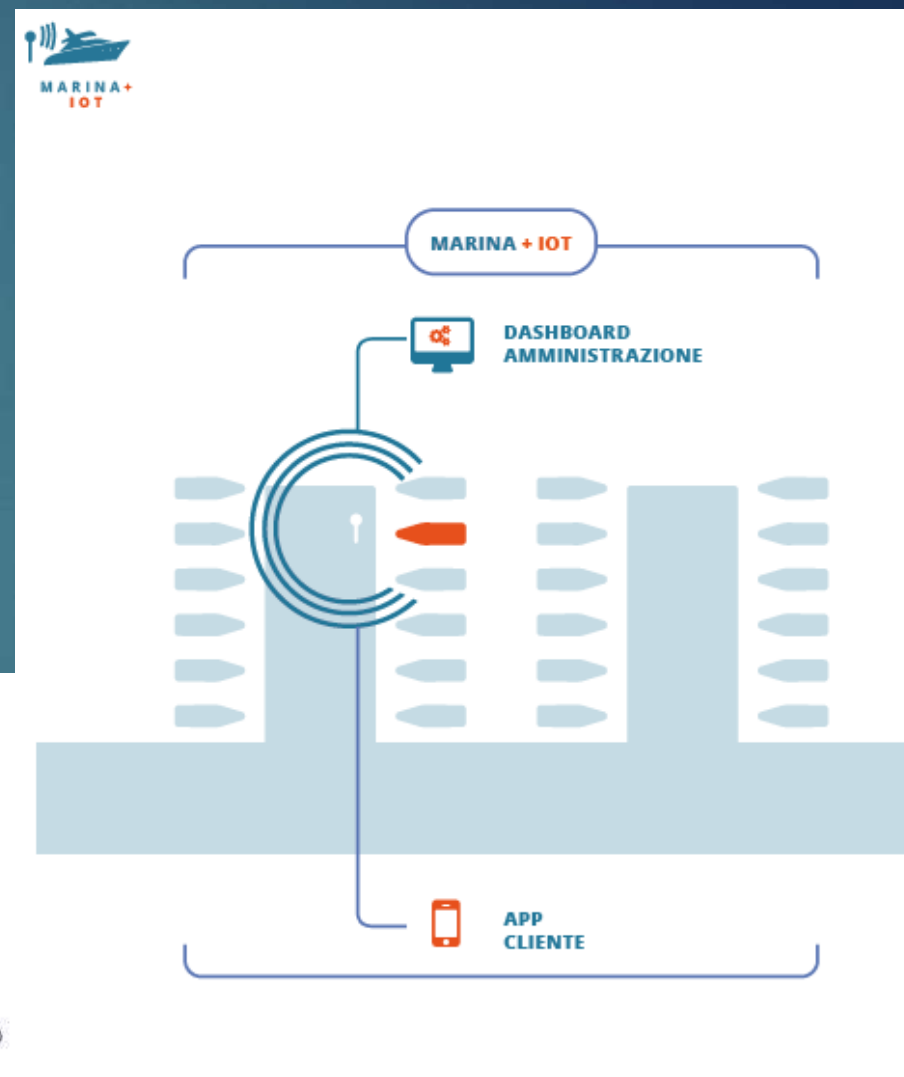 MARINA+
IOT
MARINA + IOT
DASHBOARD
AMMINISTRAZIONE
APP
CLIENTE